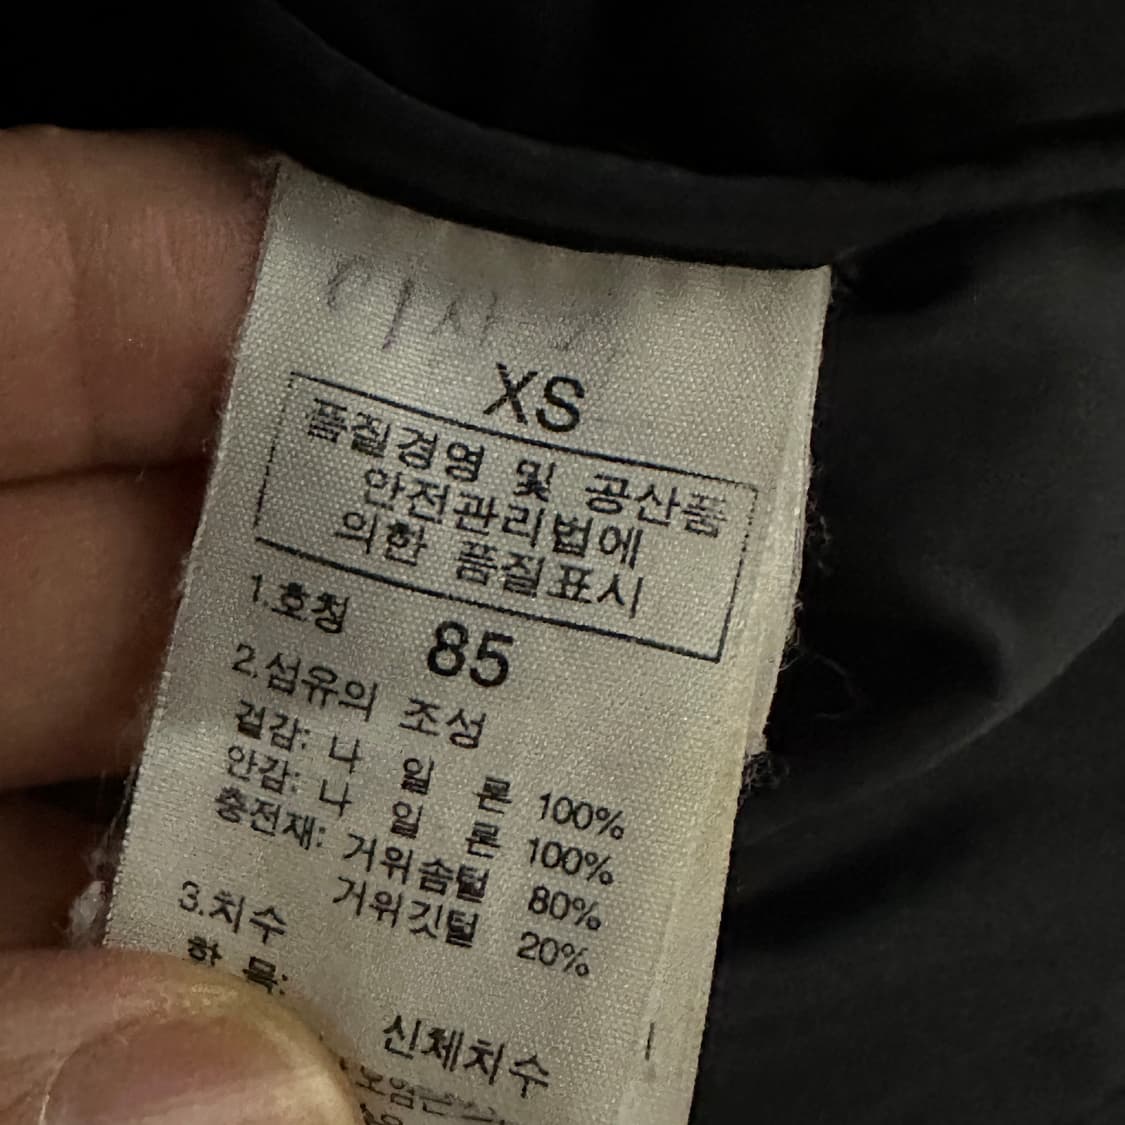 XS
품질경영 및 공산품
안전관리법에
의한 품질표시
1.호칭 85
2.섬유의 조성
겉감: 나 일 론 100%
안감: 나 일 론 100%
충전재: 거위솜털 80%
거위깃털 20%
3.치수
항 목:
신체치수